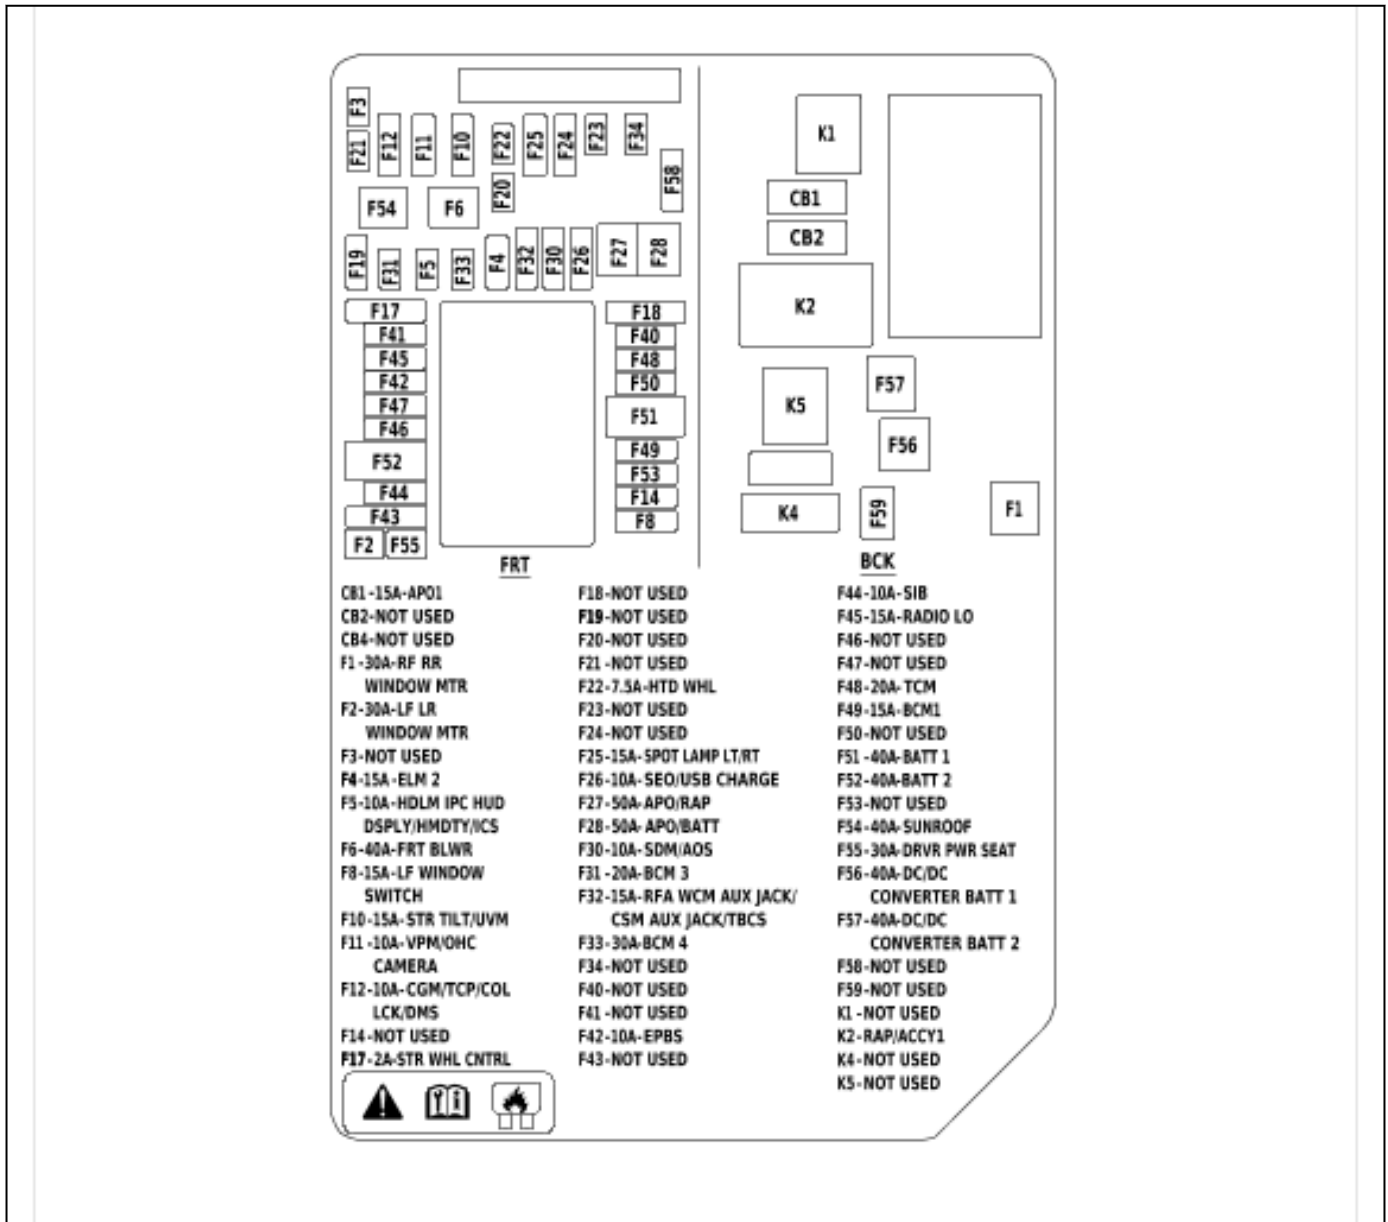 F3
F21
F12
F11
F10
F22
F25
F24
F23
F34
F20
F58
F54
F6
F19
F31
F5
F33
F4
F32
F30
F26
F27
F28
F17
F41
F45
F42
F47
F46
F52
F44
F43
F2
F55
F18
F40
F48
F50
F51
F49
F53
F14
F8
FRT
K1
CB1
CB2
K2
K5
F57
F56
K4
F59
F1
BCK
CB1-15A-APO1
CB2-NOT USED
CB4-NOT USED
F1-30A-RF RR
WINDOW MTR
F2-30A-LF LR
WINDOW MTR
F3-NOT USED
F4-15A-ELM 2
F5-10A-HDLM IPC HUD
DSPLY/HMDTY/ICS
F6-40A-FRT BLWR
F8-15A-LF WINDOW
SWITCH
F10-15A-STR TILT/UVM
F11-10A-VPM/OHC
CAMERA
F12-10A-CGM/TCP/COL
LCK/DMS
F14-NOT USED
F17-2A-STR WHL CNTRL
F18-NOT USED
F19-NOT USED
F20-NOT USED
F21-NOT USED
F22-7.5A-HTD WHL
F23-NOT USED
F24-NOT USED
F25-15A-SPOT LAMP LT/RT
F26-10A-SEO/USB CHARGE
F27-50A-APO/RAP
F28-50A-APO/BATT
F30-10A-SDM/AOS
F31-20A-BCM 3
F32-15A-RFA WCM AUX JACK/
CSM AUX JACK/TBCS
F33-30A-BCM 4
F34-NOT USED
F40-NOT USED
F41-NOT USED
F42-10A-EPBS
F43-NOT USED
F44-10A-SIB
F45-15A-RADIO LO
F46-NOT USED
F47-NOT USED
F48-20A-TCM
F49-15A-BCM1
F50-NOT USED
F51-40A-BATT 1
F52-40A-BATT 2
F53-NOT USED
F54-40A-SUNROOF
F55-30A-DRVR PWR SEAT
F56-40A-DC/DC
CONVERTER BATT 1
F57-40A-DC/DC
CONVERTER BATT 2
F58-NOT USED
F59-NOT USED
K1-NOT USED
K2-RAP/ACCY1
K4-NOT USED
K5-NOT USED